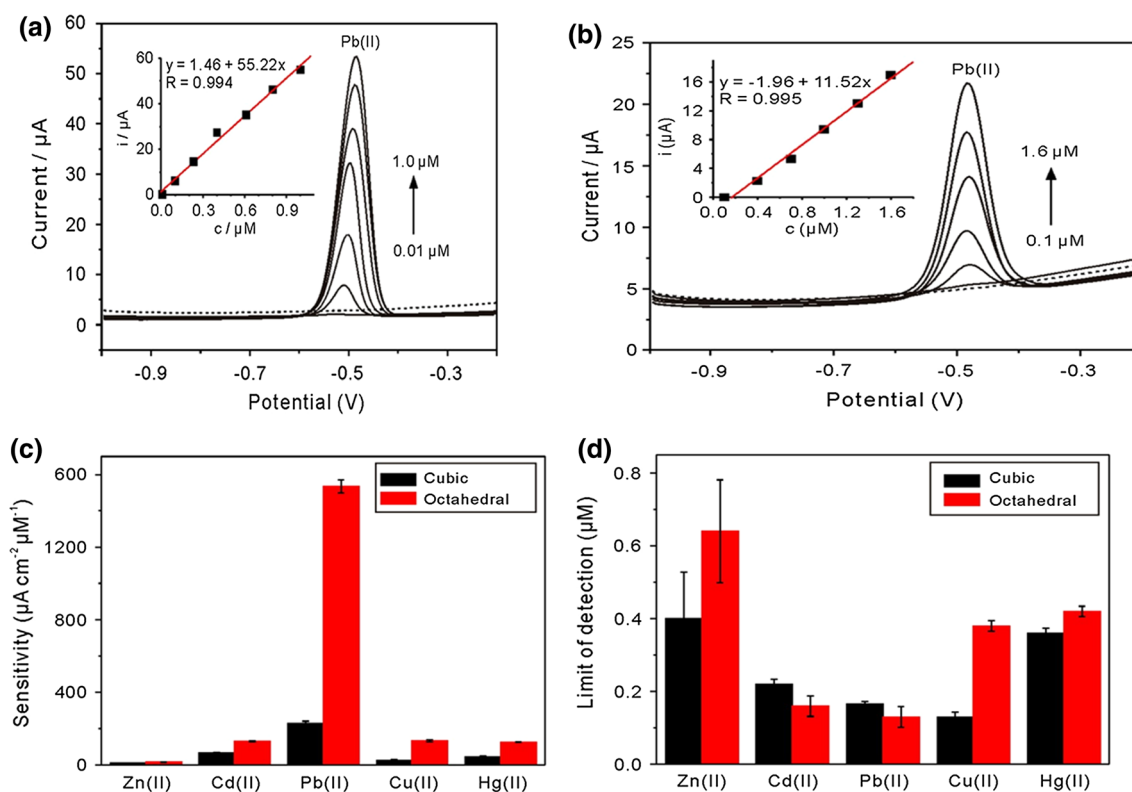 (a)
60
50
40
30
20
10
0
Current / µA
-0.9 -0.7 -0.5 -0.3
Potential (V)
Pb(II)
1.0 µM
0.01 µM
y = 1.46 + 55.22x
R = 0.994
60
40
20
0
i / µA
0.0 0.3 0.6 0.9
c / µM
(b)
25
20
15
10
5
0
Current / µA
-0.9 -0.7 -0.5 -0.3
Potential (V)
Pb(II)
1.6 µM
0.1 µM
y = -1.96 + 11.52x
R = 0.995
16
12
8
4
0
i (µA)
0.0 0.4 0.8 1.2 1.6
c (µM)
(c)
1600
1200
800
400
0
Sensitivity (µA cm⁻² µM⁻¹)
Cubic
Octahedral
Zn(II) Cd(II) Pb(II) Cu(II) Hg(II)
(d)
0.8
0.6
0.4
0.2
0.0
Limit of detection (µM)
Cubic
Octahedral
Zn(II) Cd(II) Pb(II) Cu(II) Hg(II)